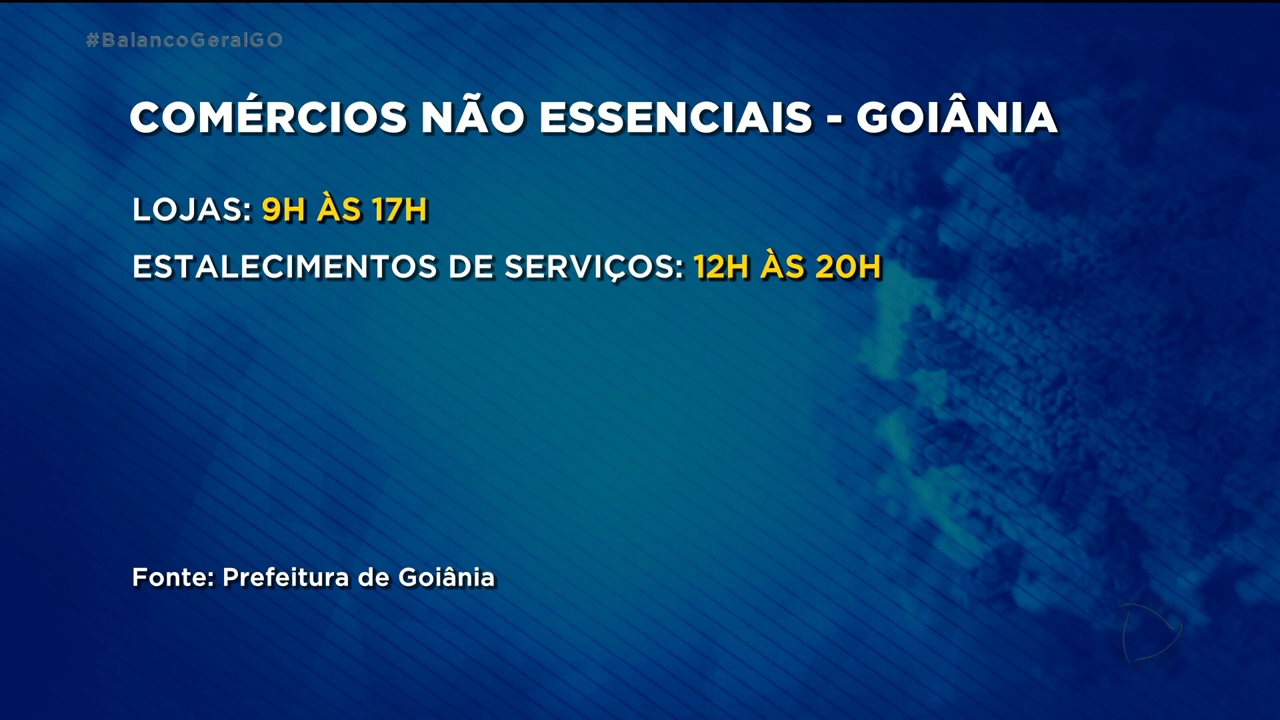 #BalancoGeralGO
COMÉRCIOS NÃO ESSENCIAIS - GOIÂNIA
LOJAS: 9H ÀS 17H
ESTALECIMENTOS DE SERVIÇOS: 12H ÀS 20H
Fonte: Prefeitura de Goiânia